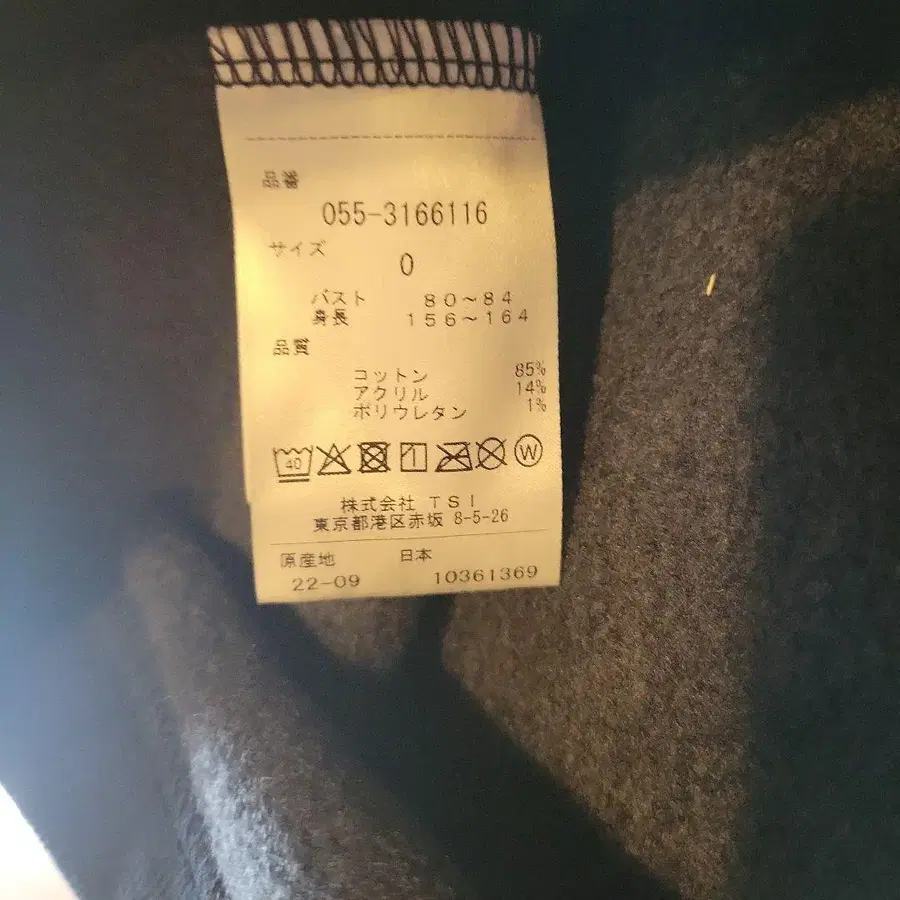 品番
055-3166116
サイズ
0
バスト 80~84
身長 156~164
品質
コットン 85%
アクリル 14%
ポリウレタン 1%
40 W
株式会社 TSI
東京都港区赤坂 8-5-26
原産地 日本
22-09 10361369